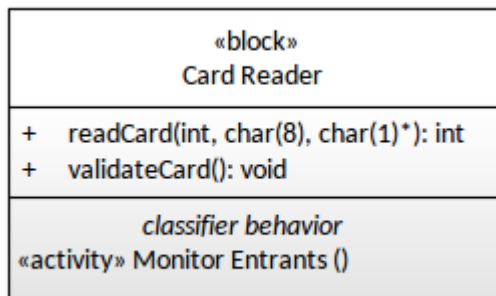 «block»
Card Reader
+ readCard(int, char(8), char(1)*): int
+ validateCard(): void
classifier behavior
«activity» Monitor Entrants ()